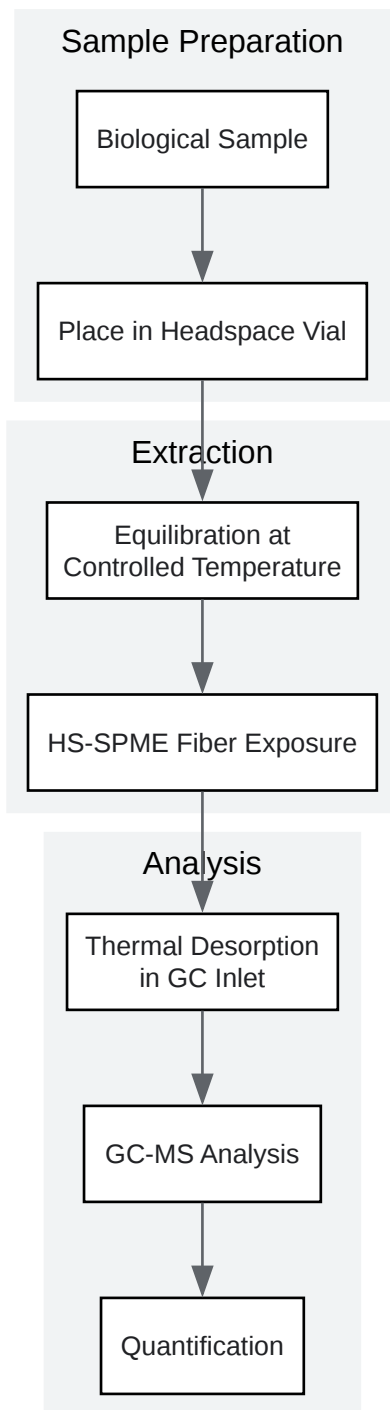 Sample Preparation
Biological Sample
Place in Headspace Vial
Extraction
Equilibration at
Controlled Temperature
HS-SPME Fiber Exposure
Analysis
Thermal Desorption
in GC Inlet
GC-MS Analysis
Quantification